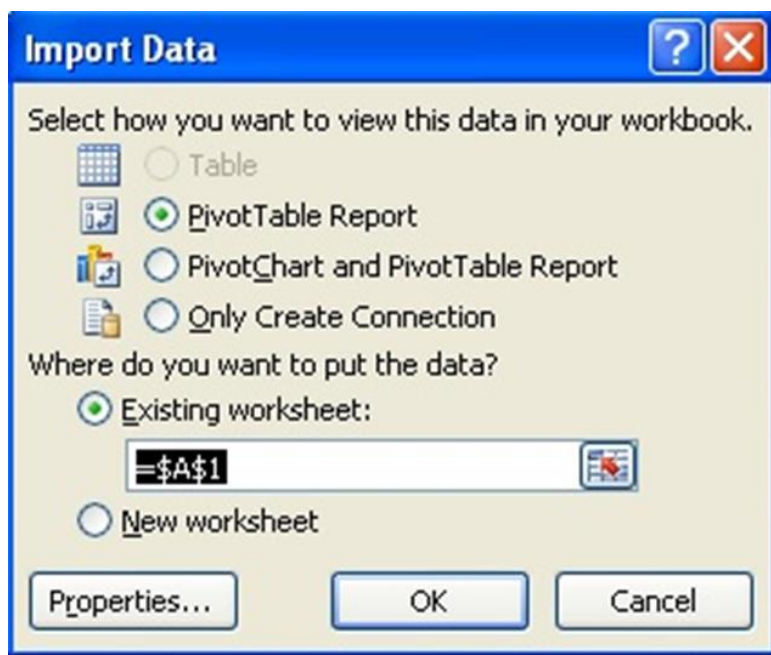 Import Data
Select how you want to view this data in your workbook.
Table
PivotTable Report
PivotChart and PivotTable Report
Only Create Connection
Where do you want to put the data?
Existing worksheet:
=$A$1
New worksheet
Properties... OK Cancel